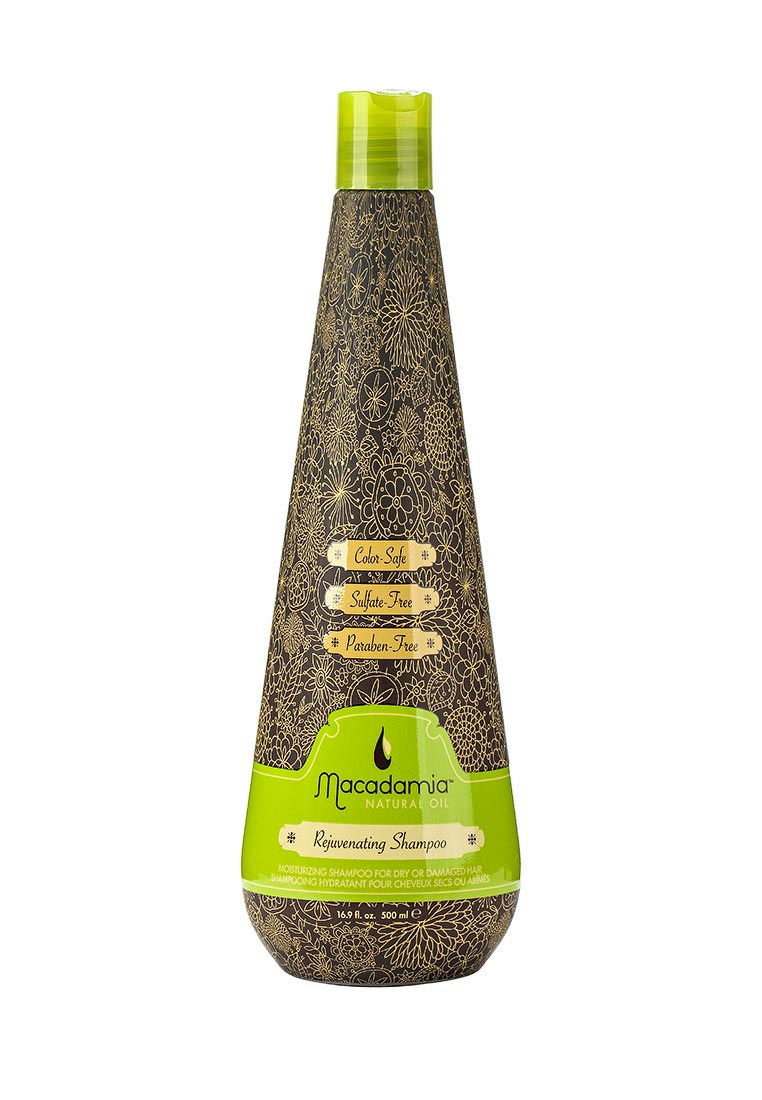 Color-Safe
Sulfate-Free
Paraben-Free
Macadamia™
NATURAL OIL
Rejuvenating Shampoo
MOISTURIZING SHAMPOO FOR DRY OR DAMAGED HAIR
SHAMPOOING HYDRATANT POUR CHEVEUX SECS OU ABÎMÉS
16.9 fl. oz. 500 ml ℮